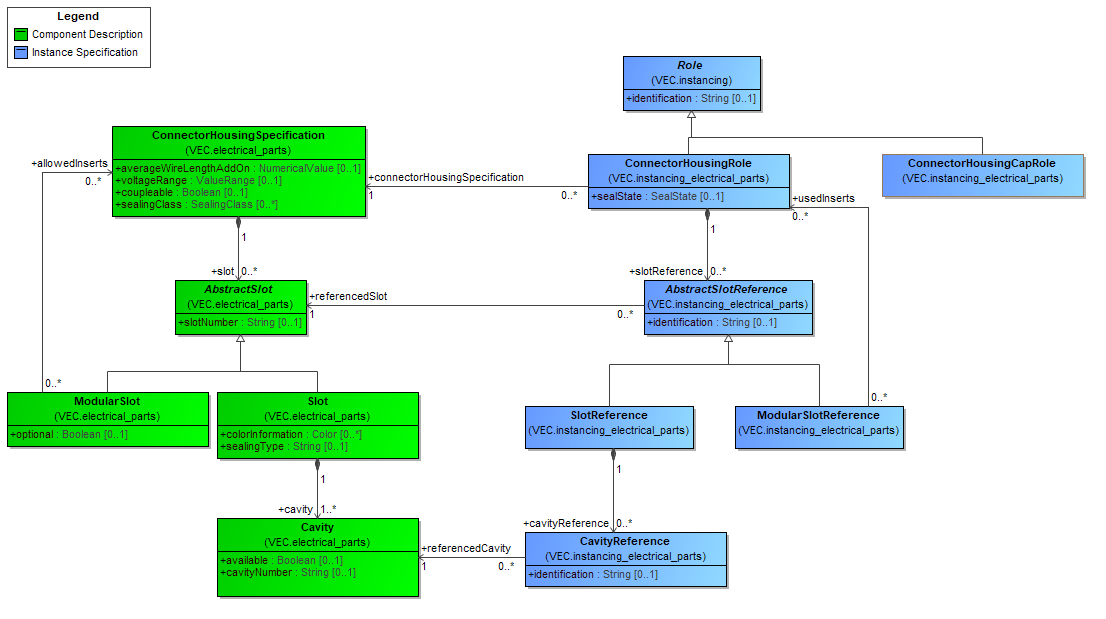 Legend
Component Description
Instance Specification
Role
(VEC.instancing)
+identification : String [0..1]
ConnectorHousingSpecification
(VEC.electrical_parts)
+averageWireLengthAddOn : NumericalValue [0..1]
+voltageRange : ValueRange [0..1]
+coupleable : Boolean [0..1]
+sealingClass : SealingClass [0..*]
+allowedInserts
0..*
+connectorHousingSpecification
1
0..*
ConnectorHousingRole
(VEC.instancing_electrical_parts)
+sealState : SealState [0..1]
ConnectorHousingCapRole
(VEC.instancing_electrical_parts)
+usedInserts
0..*
1
+slot
0..*
1
+slotReference
0..*
AbstractSlot
(VEC.electrical_parts)
+slotNumber : String [0..1]
+referencedSlot
1
0..*
AbstractSlotReference
(VEC.instancing_electrical_parts)
+identification : String [0..1]
0..*
ModularSlot
(VEC.electrical_parts)
+optional : Boolean [0..1]
Slot
(VEC.electrical_parts)
+colorInformation : Color [0..*]
+sealingType : String [0..1]
SlotReference
(VEC.instancing_electrical_parts)
0..*
ModularSlotReference
(VEC.instancing_electrical_parts)
1
+cavity
1..*
1
+cavityReference
0..*
Cavity
(VEC.electrical_parts)
+available : Boolean [0..1]
+cavityNumber : String [0..1]
+referencedCavity
1
0..*
CavityReference
(VEC.instancing_electrical_parts)
+identification : String [0..1]